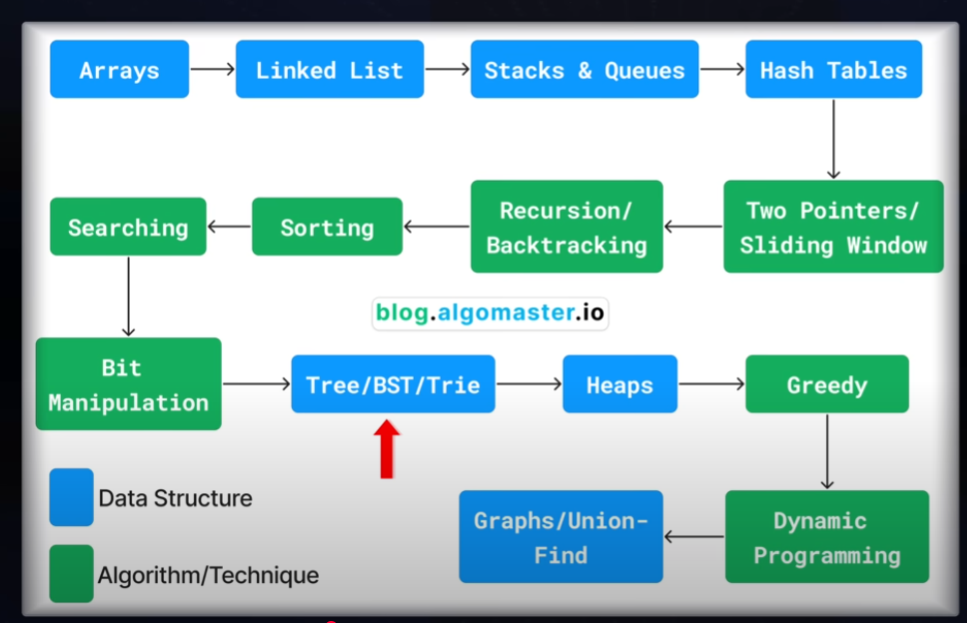 Arrays
Linked List
Stacks & Queues
Hash Tables
Two Pointers/
Sliding Window
Recursion/
Backtracking
Sorting
Searching
blog.algomaster.io
Bit
Manipulation
Tree/BST/Trie
Heaps
Greedy
Dynamic
Programming
Graphs/Union-
Find
Data Structure
Algorithm/Technique